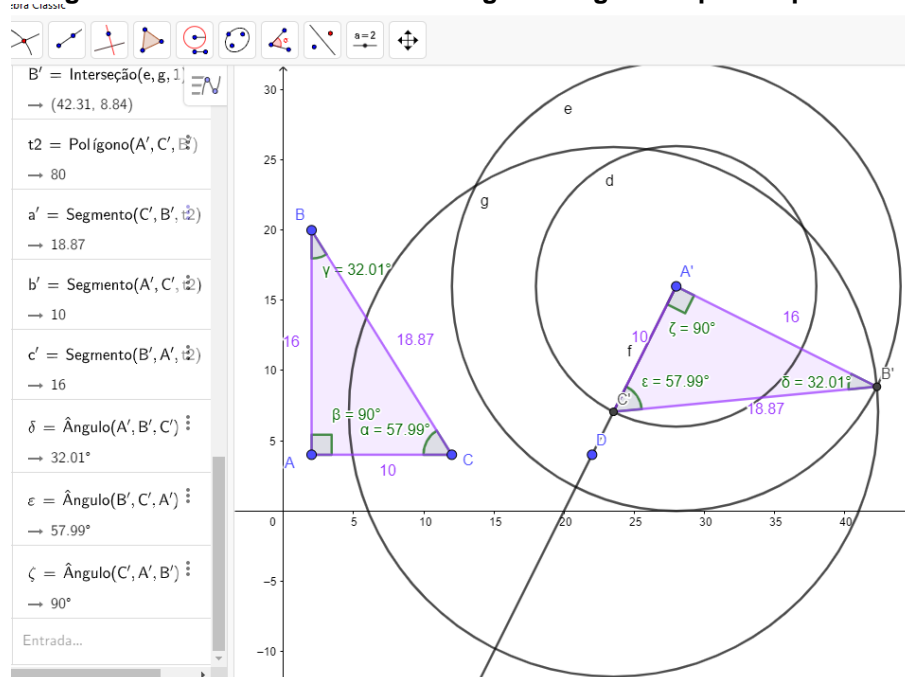 ebra Classic
a=2
B′ = Interseção(e, g, 1)
→ (42.31, 8.84)
t2 = Polígono(A′, C′, B′)
→ 80
a′ = Segmento(C′, B′, t2)
→ 18.87
b′ = Segmento(A′, C′, t2)
→ 10
c′ = Segmento(B′, A′, t2)
→ 16
δ = Ângulo(A′, B′, C′)
→ 32.01°
ε = Ângulo(B′, C′, A′)
→ 57.99°
ζ = Ângulo(C′, A′, B′)
→ 90°
Entrada...
30
25
20
15
10
5
0
−5
−10
5
10
15
20
25
30
35
40
e
d
g
B
γ = 32.01°
16
18.87
β = 90°
α = 57.99°
A
C
10
A'
16
10
ζ = 90°
f
ε = 57.99°
δ = 32.01°
B'
C'
18.87
D